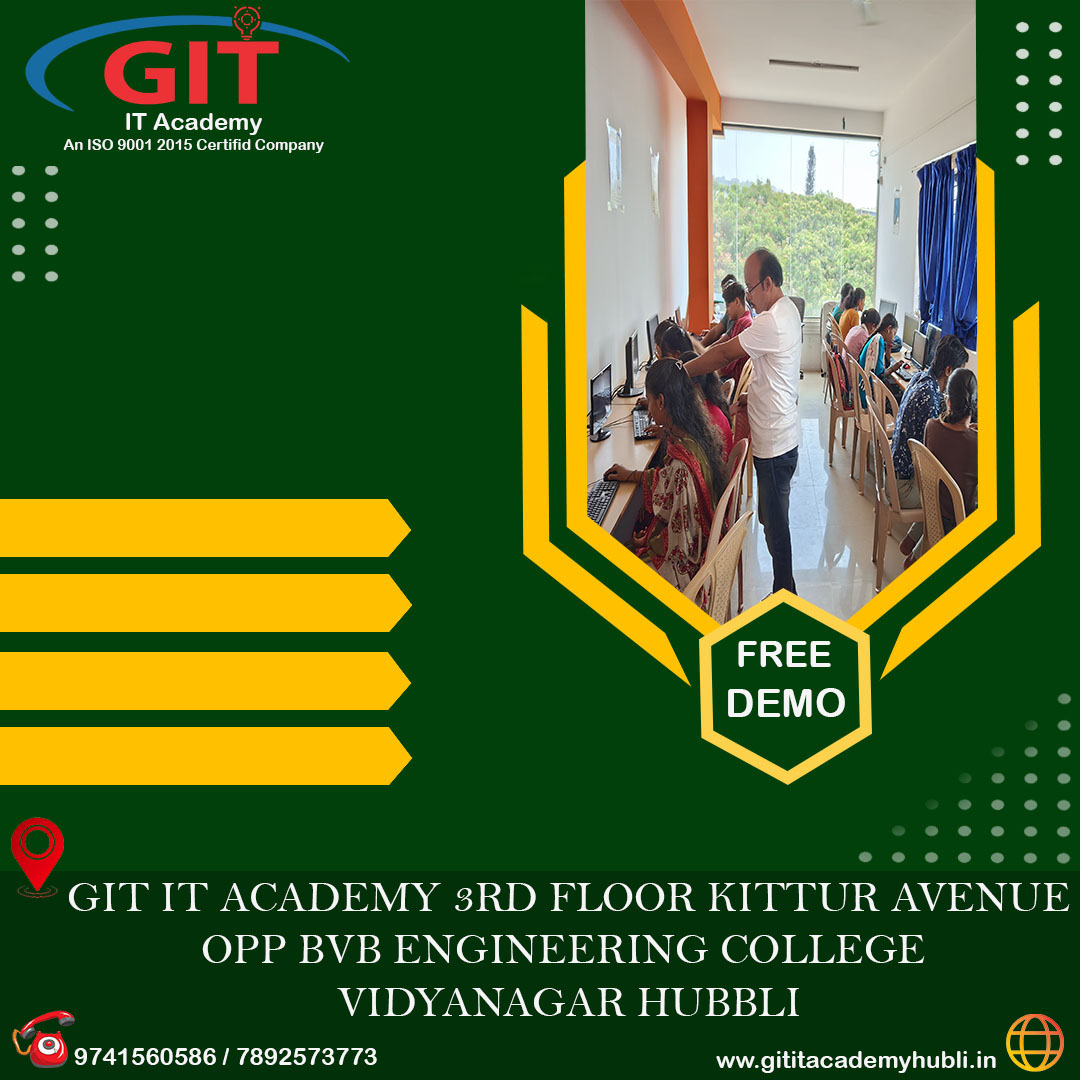 GIT
IT Academy
An ISO 9001 2015 Certifid Company
FREE
DEMO
GIT IT ACADEMY 3RD FLOOR KITTUR AVENUE
OPP BVB ENGINEERING COLLEGE
VIDYANAGAR HUBBLI
9741560586 / 7892573773
www.gititacademyhubli.in